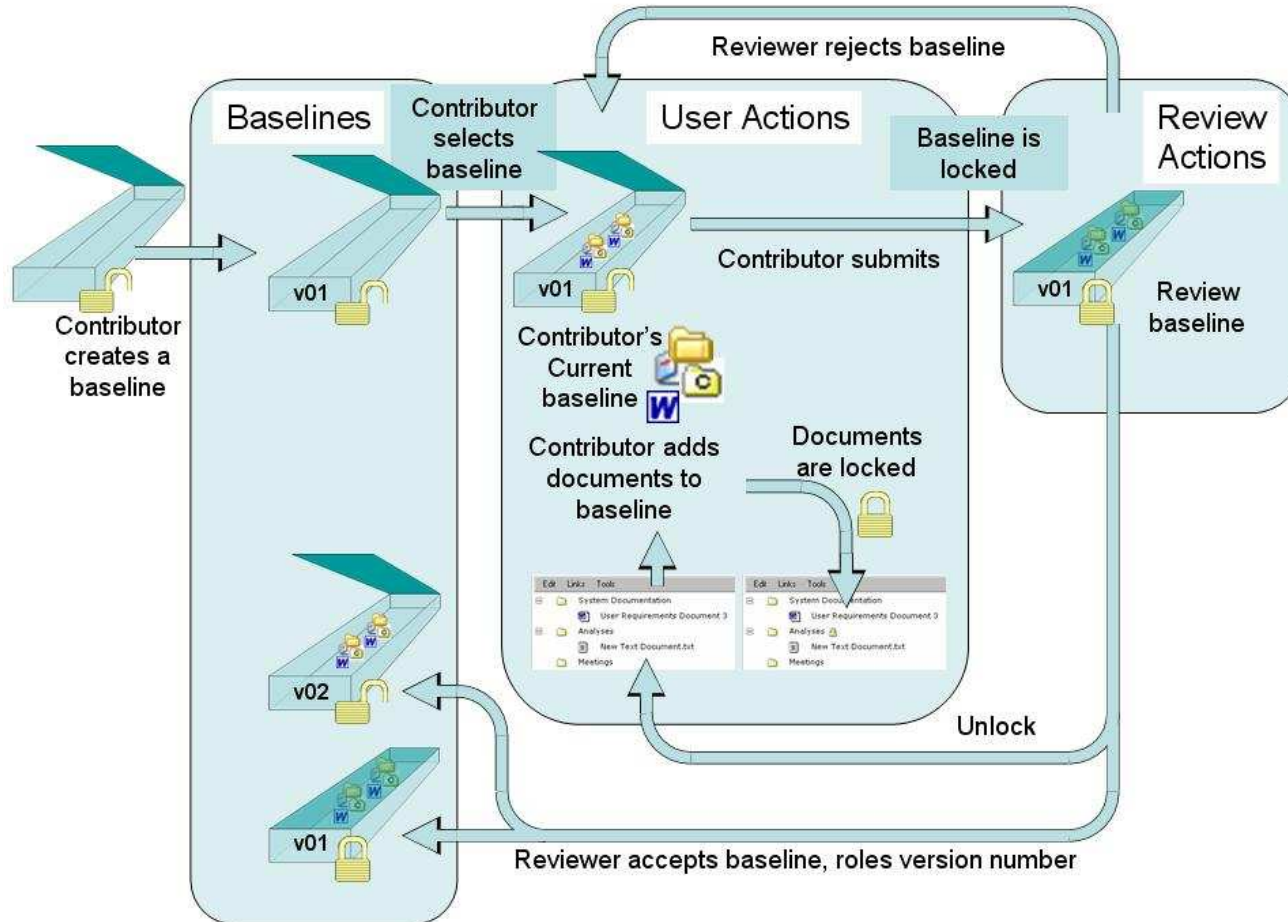 Reviewer rejects baseline
Baselines
Contributor
selects
baseline
User Actions
Baseline is
locked
Review
Actions
v01
Contributor
creates a
baseline
v01
Contributor submits
v01
Review
baseline
Contributor's
Current
baseline
C
W
Contributor adds
documents to
baseline
Documents
are locked
Edit Links Tools
System Documentation
User Requirements Document 3
Analyses
New Text Document.txt
Meetings
Edit Links Tools
System Documentation
User Requirements Document 3
Analyses
New Text Document.txt
Meetings
v02
Unlock
v01
Reviewer accepts baseline, roles version number